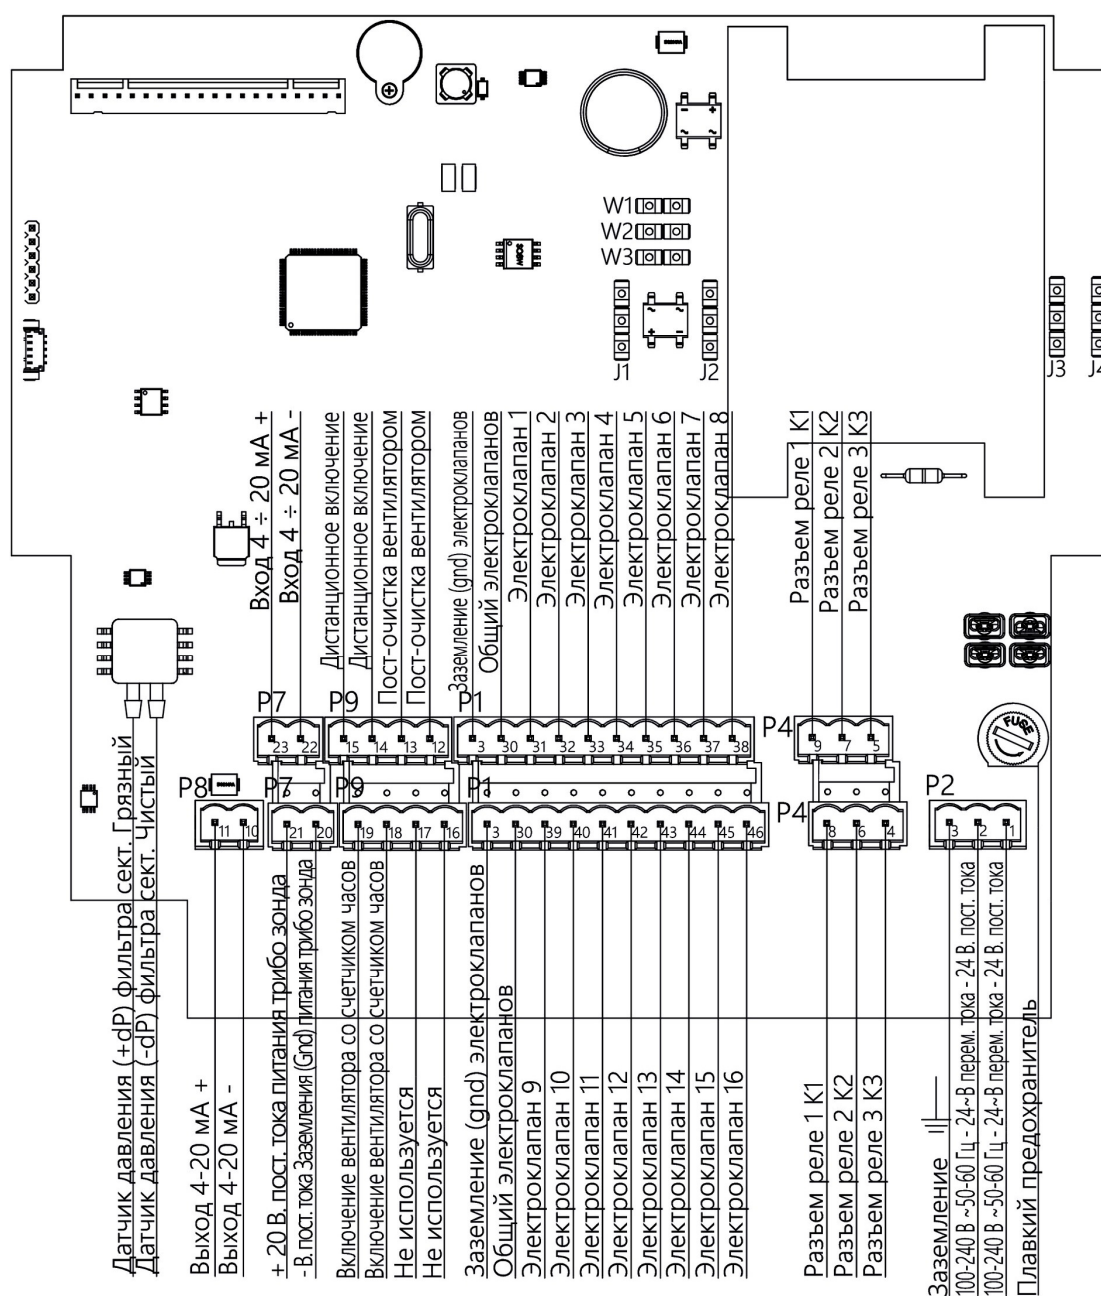 W1
W2
W3
J1
J2
J3
J4
Вход 4 ÷ 20 мА +
Вход 4 ÷ 20 мА -
Дистанционное включение
Дистанционное включение
Пост-очистка вентилятором
Пост-очистка вентилятором
Заземление (gnd) электроклапанов
Общий электроклапанов
Электроклапан 1
Электроклапан 2
Электроклапан 3
Электроклапан 4
Электроклапан 5
Электроклапан 6
Электроклапан 7
Электроклапан 8
Разъем реле 1 K1
Разъем реле 2 K2
Разъем реле 3 K3
P7
P9
P1
P4
23 22
15 14 13 12
3 30 31 32 33 34 35 36 37 38
9 7 5
FUSE
P8
P7
P9
P1
P4
P2
11 10
21 20
19 18 17 16
3 30 39 40 41 42 43 44 45 46
8 6 4
3 2 1
Датчик давления (+dP) фильтра сект. Грязный
Датчик давления (-dP) фильтра сект. Чистый
Выход 4-20 мА +
Выход 4-20 мА -
+ 20 В. пост. тока питания трибо зонда
- В. пост. тока Заземления (Gnd) питания трибо зонда
Включение вентилятора со счетчиком часов
Включение вентилятора со счетчиком часов
Не используется
Не используется
Заземление (gnd) электроклапанов
Общий электроклапанов
Электроклапан 9
Электроклапан 10
Электроклапан 11
Электроклапан 12
Электроклапан 13
Электроклапан 14
Электроклапан 15
Электроклапан 16
Разъем реле 1 K1
Разъем реле 2 K2
Разъем реле 3 K3
Заземление
100-240 В ~50-60 Гц - 24~В перем. тока - 24 В. пост. тока
100-240 В ~50-60 Гц - 24~В перем. тока - 24 В. пост. тока
Плавкий предохранитель